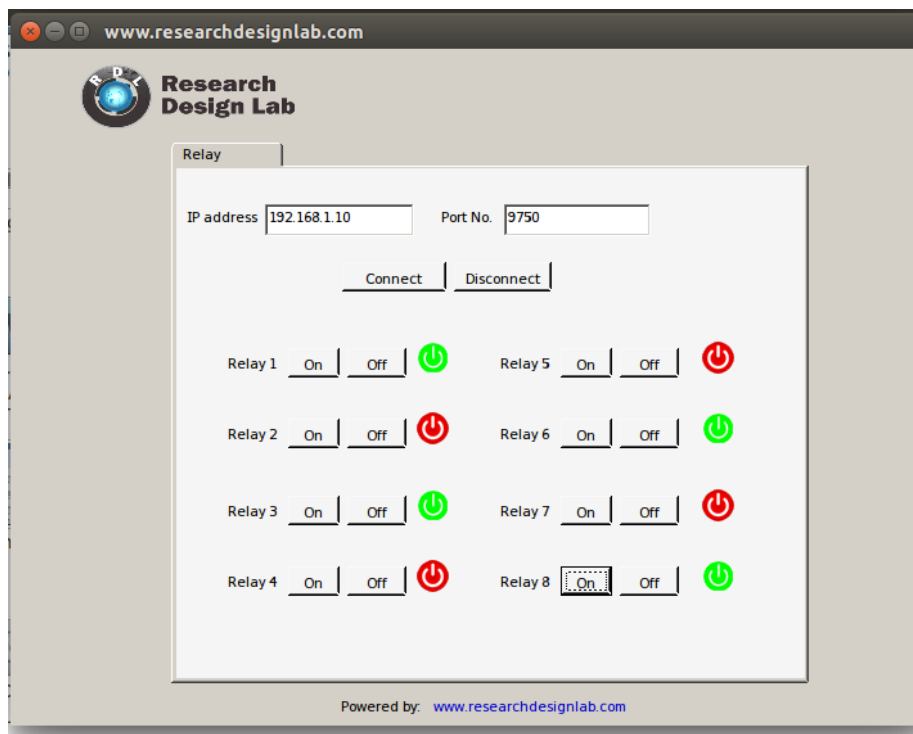 www.researchdesignlab.com
RDL
Research
Design Lab
Relay
IP address 192.168.1.10 Port No. 9750
Connect Disconnect
Relay 1 On Off Relay 5 On Off
Relay 2 On Off Relay 6 On Off
Relay 3 On Off Relay 7 On Off
Relay 4 On Off Relay 8 On Off
Powered by: www.researchdesignlab.com